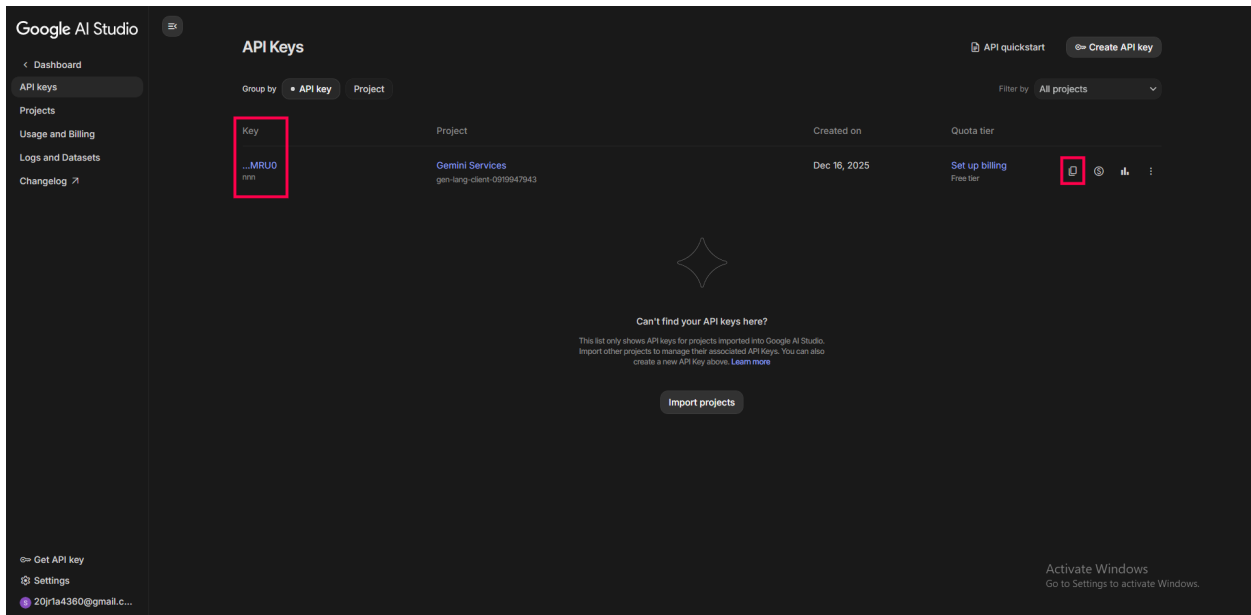 Google AI Studio
< Dashboard
API keys
Projects
Usage and Billing
Logs and Datasets
Changelog
API Keys
API quickstart
Create API key
Group by API key Project
Filter by All projects
Key Project Created on Quota tier
...MRU0 Gemini Services Dec 16, 2025 Set up billing
nnn gen-lang-client-0919947943 Free tier
Can't find your API keys here?
This list only shows API keys for projects imported into Google AI Studio.
Import other projects to manage their associated API Keys. You can also
create a new API Key above. Learn more
Import projects
Get API key
Settings
s 20jr1a4360@gmail.c...
Activate Windows
Go to Settings to activate Windows.